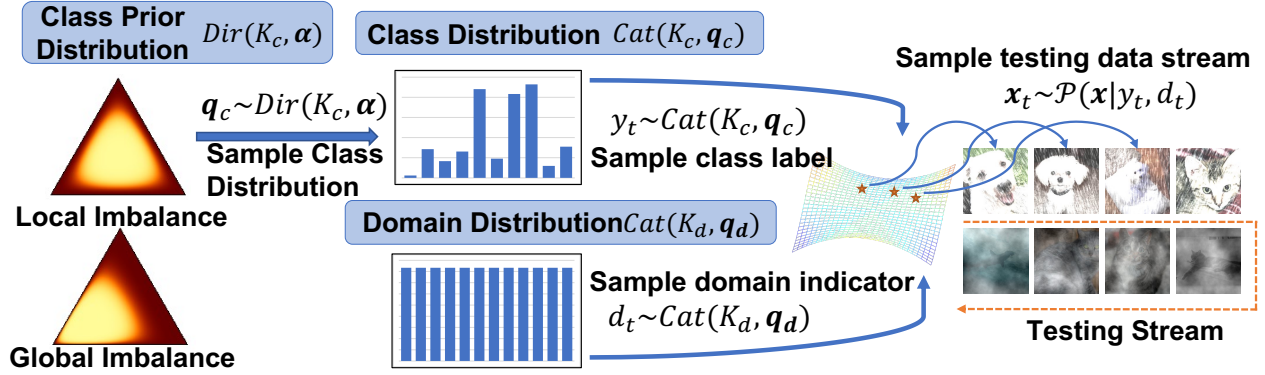 Class Prior
Distribution Dir(K_c, α)
Local Imbalance
Global Imbalance
q_c~Dir(K_c, α)
Sample Class
Distribution
Class Distribution Cat(K_c, q_c)
y_t~Cat(K_c, q_c)
Sample class label
Domain Distribution Cat(K_d, q_d)
Sample domain indicator
d_t~Cat(K_d, q_d)
Sample testing data stream
x_t~𝒫(x|y_t, d_t)
Testing Stream